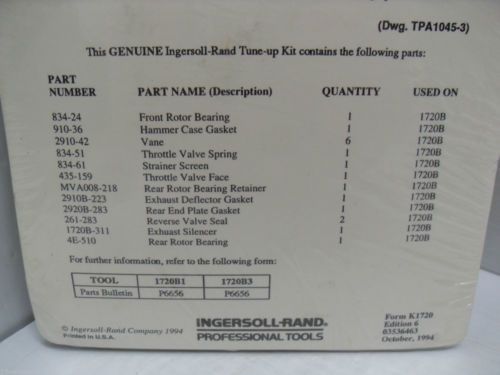 (Dwg. TPA1045-3)
This GENUINE Ingersoll-Rand Tune-up Kit contains the following parts:
PART NUMBER PART NAME (Description) QUANTITY USED ON
834-24 Front Rotor Bearing 1 1720B
910-36 Hammer Case Gasket 1 1720B
2910-42 Vane 6 1720B
834-51 Throttle Valve Spring 1 1720B
834-61 Strainer Screen 1 1720B
435-159 Throttle Valve Face 1 1720B
MVA008-218 Rear Rotor Bearing Retainer 1 1720B
2910B-223 Exhaust Deflector Gasket 1 1720B
2920B-283 Rear End Plate Gasket 1 1720B
261-283 Reverse Valve Seal 2 1720B
1720B-311 Exhuast Silencer 1 1720B
4E-510 Rear Rotor Bearing 1 1720B
For further information, refer to the following form:
TOOL 1720B1 1720B3
Parts Bulletin P6656 P6656
© Ingersoll-Rand Company 1994
Printed in U.S.A.
INGERSOLL-RAND®
PROFESSIONAL TOOLS
Form K1720
Edition 6
03536463
October, 1994